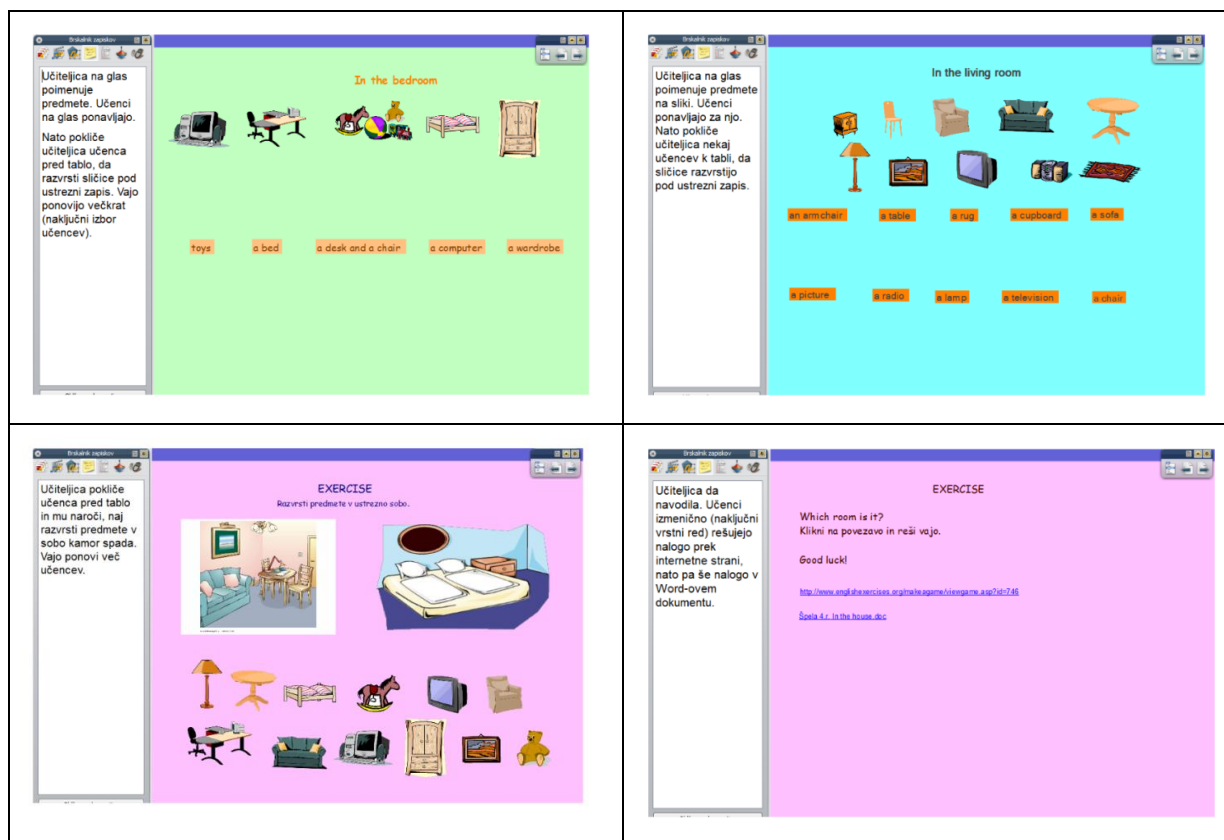 Brskalnik zapiskov
Učiteljica na glas
poimenuje
predmete. Učenci
na glas ponavljajo.
Nato pokliče
učiteljica učenca
pred tablo, da
razvrsti sličice pod
ustrezni zapis. Vajo
ponovijo večkrat
(naključni izbor
učencev).
In the bedroom
toys
a bed
a desk and a chair
a computer
a wardrobe
Brskalnik zapiskov
Učiteljica na glas
poimenuje predmete
na sliki. Učenci
ponavljajo za njo.
Nato pokliče
učiteljica nekaj
učencev k tabli, da
sličice razvrstijo
pod ustrezni zapis.
In the living room
an armchair
a table
a rug
a cupboard
a sofa
a picture
a radio
a lamp
a television
a chair
Brskalnik zapiskov
Učiteljica pokliče
učenca pred tablo
in mu naroči, naj
razvrsti predmete v
sobo kamor spada.
Vajo ponovi več
učencev.
EXERCISE
Razvrsti predmete v ustrezno sobo.
Brskalnik zapiskov
Učiteljica da
navodila. Učenci
izmenično (naključni
vrstni red) rešujejo
nalogo prek
internetne strani,
nato pa še nalogo v
Word-ovem
dokumentu.
EXERCISE
Which room is it?
Klikni na povezavo in reši vajo.
Good luck!
http://www.englishexercises.org/makeagame/viewgame.asp?id=746
Špela 4.r. In the house.doc